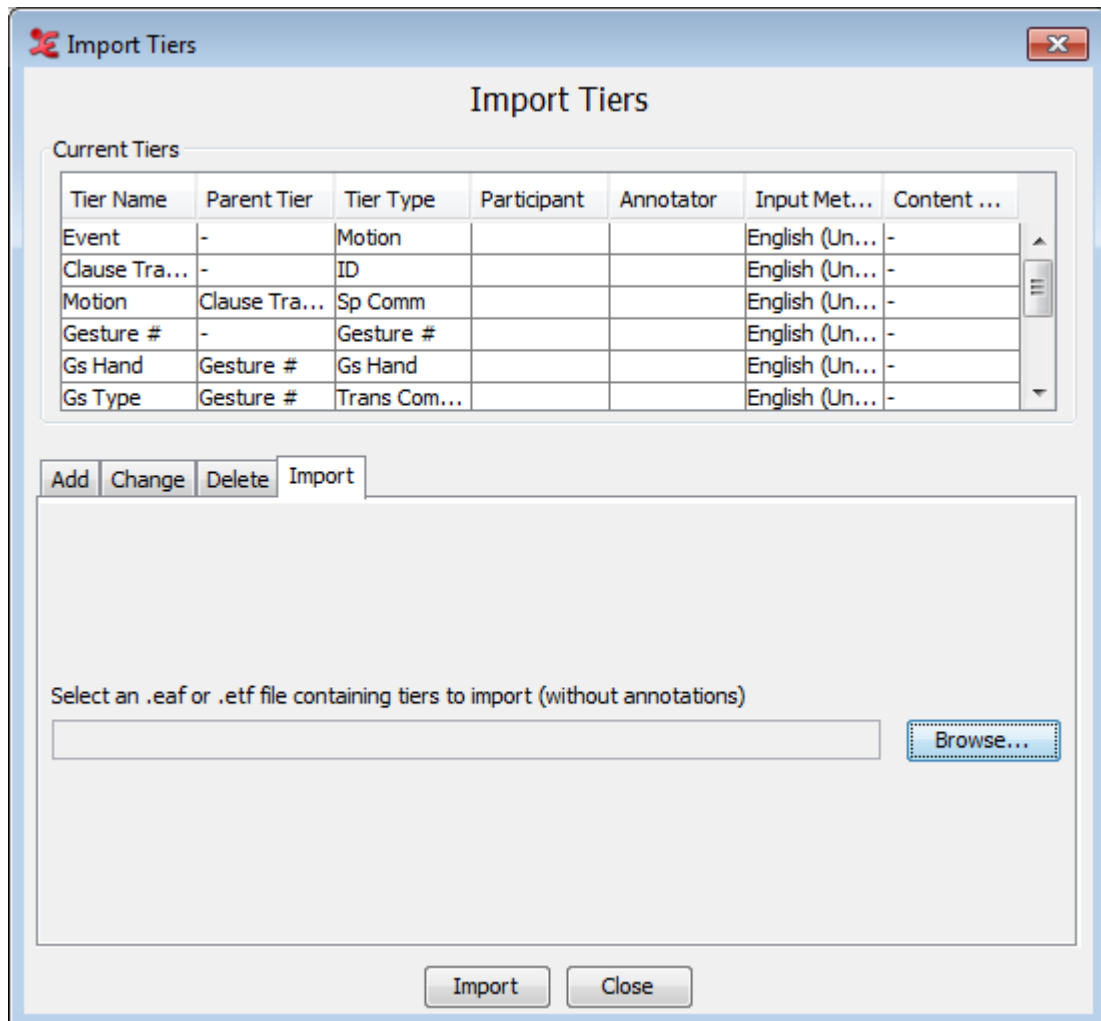 Import Tiers
Import Tiers
Current Tiers
Tier Name Parent Tier Tier Type Participant Annotator Input Met... Content ...
Event - Motion English (Un... -
Clause Tra... - ID English (Un... -
Motion Clause Tra... Sp Comm English (Un... -
Gesture # - Gesture # English (Un... -
Gs Hand Gesture # Gs Hand English (Un... -
Gs Type Gesture # Trans Com... English (Un... -
Add Change Delete Import
Select an .eaf or .etf file containing tiers to import (without annotations)
Browse...
Import Close